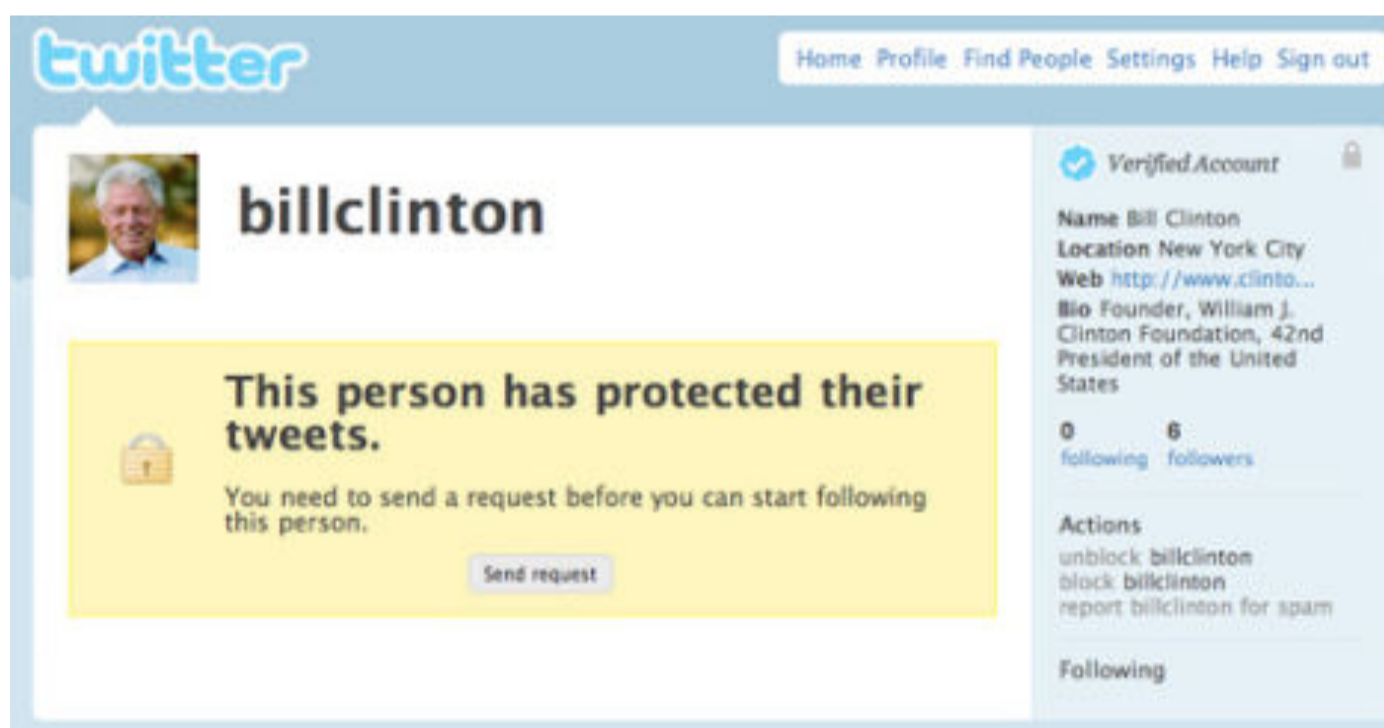 twitter
Home Profile Find People Settings Help Sign out
billclinton
This person has protected their
tweets.
You need to send a request before you can start following
this person.
Send request
Verified Account
Name Bill Clinton
Location New York City
Web http://www.clinto...
Bio Founder, William J.
Clinton Foundation, 42nd
President of the United
States
0 6
following followers
Actions
unblock billclinton
block billclinton
report billclinton for spam
Following